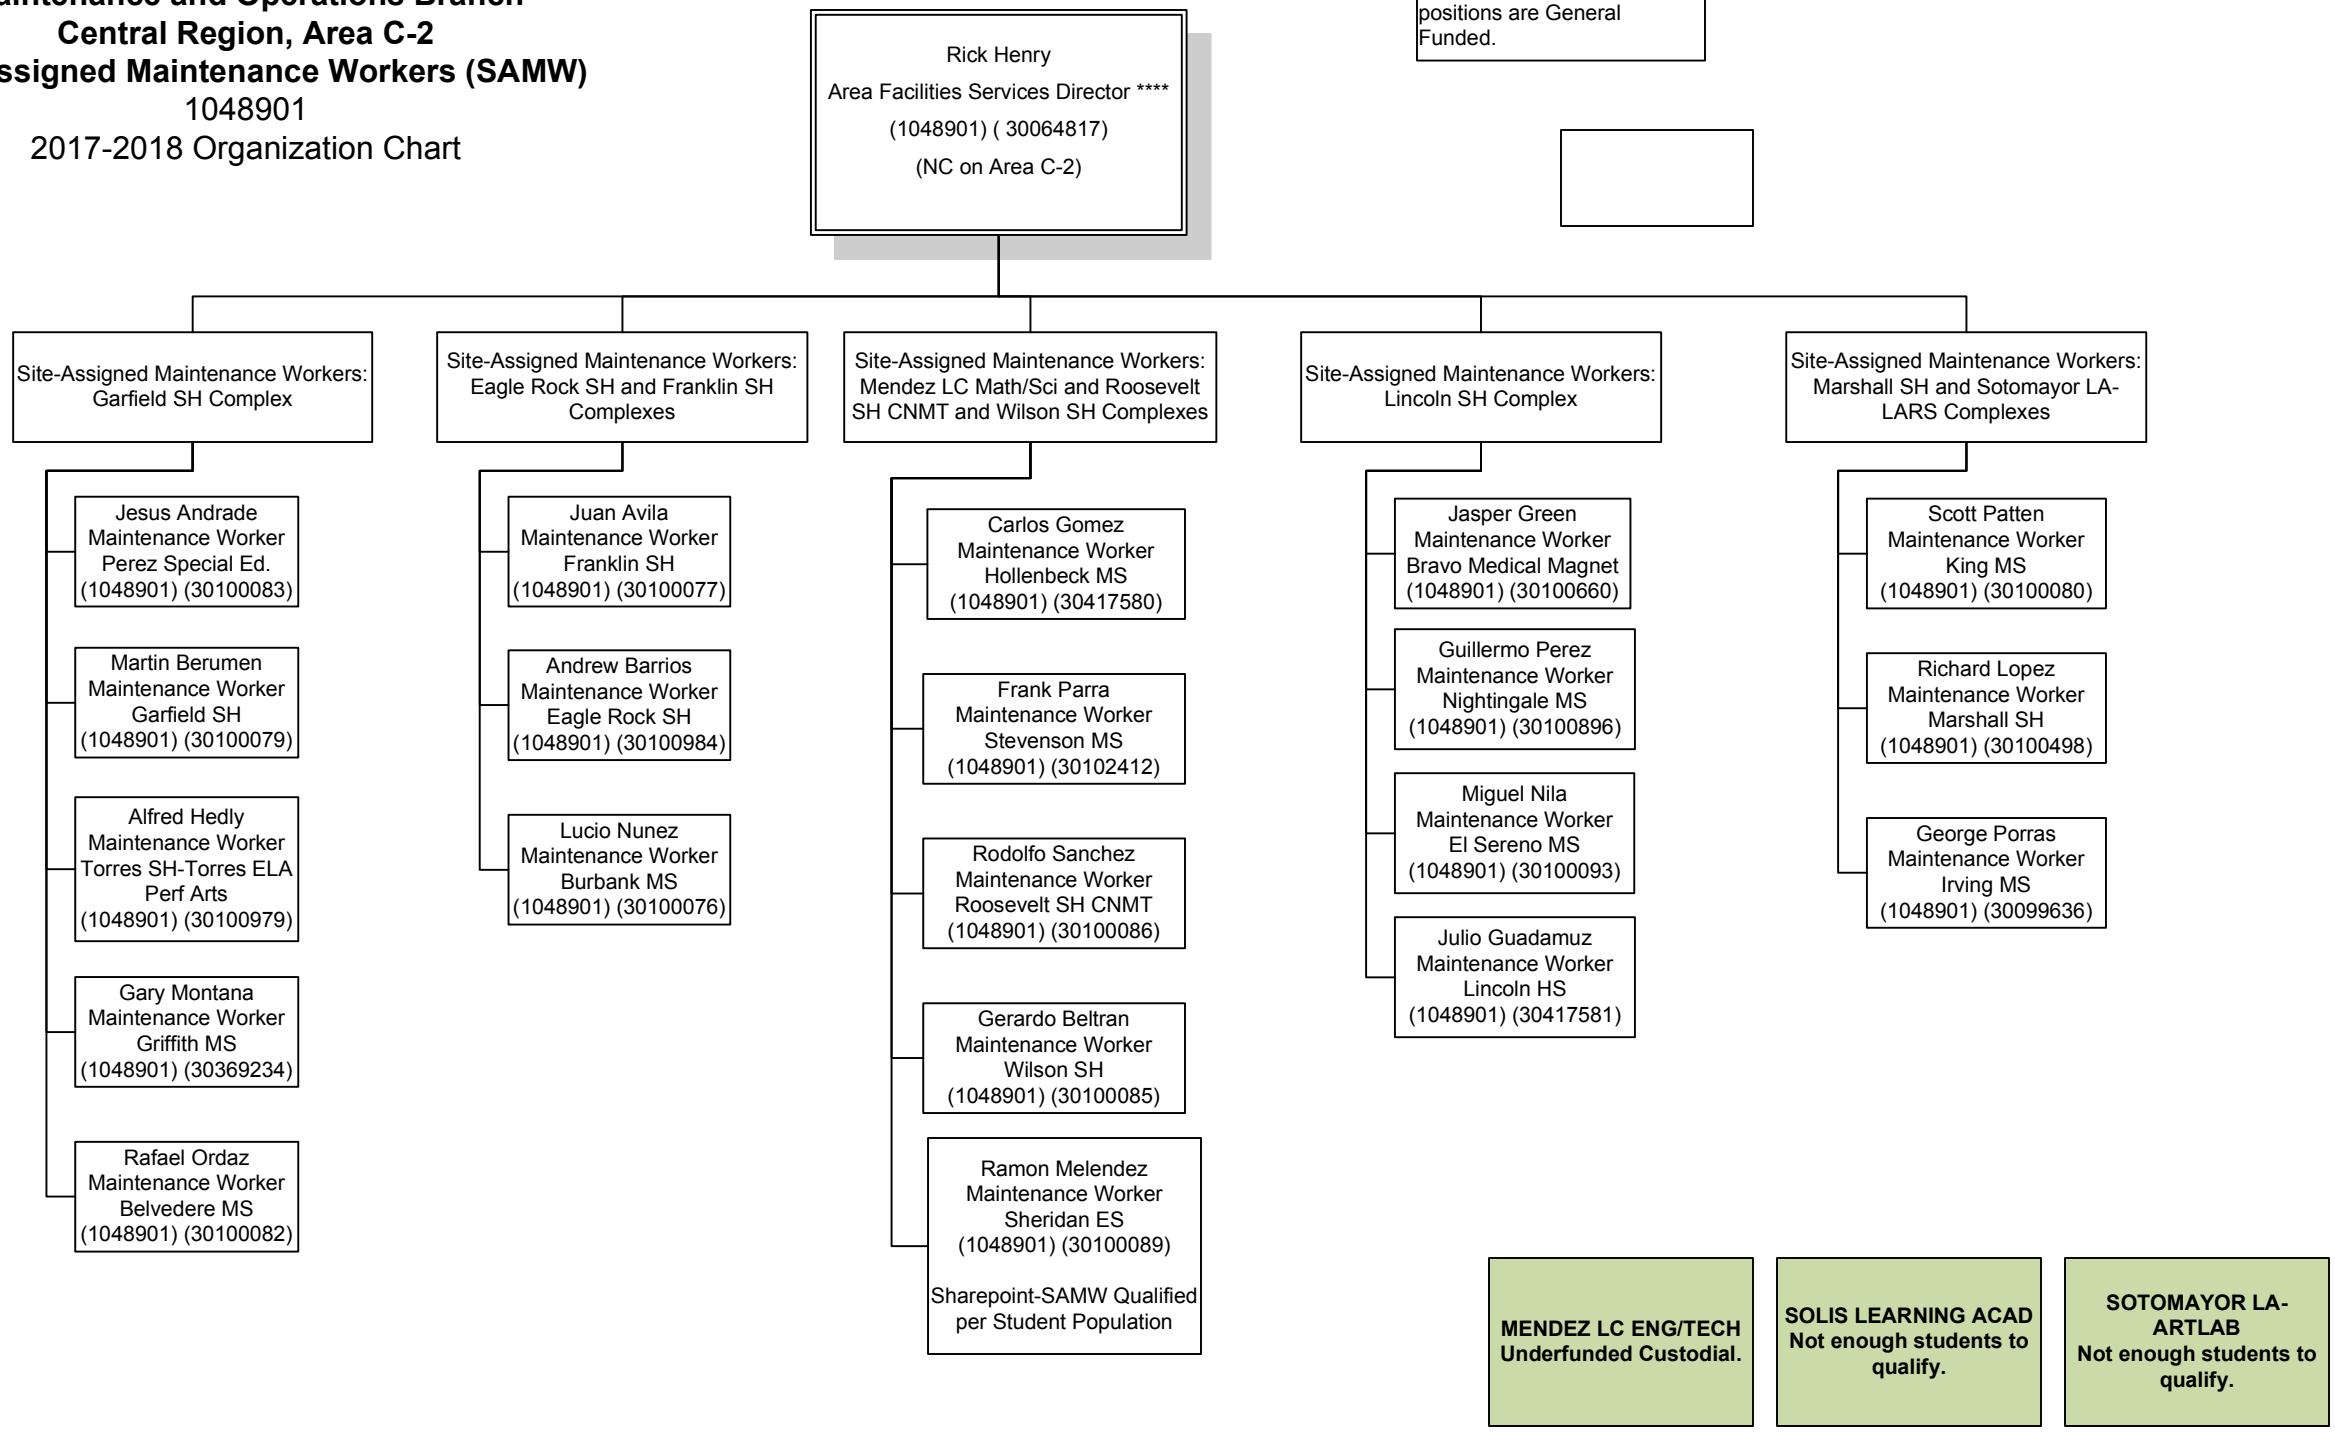 aintenance and Operations Branch
Central Region, Area C-2
ssigned Maintenance Workers (SAMW)
1048901
2017-2018 Organization Chart
Rick Henry
Area Facilities Services Director ****
(1048901) ( 30064817)
(NC on Area C-2)
positions are General
Funded.
Site-Assigned Maintenance Workers:
Garfield SH Complex
Site-Assigned Maintenance Workers:
Eagle Rock SH and Franklin SH
Complexes
Site-Assigned Maintenance Workers:
Mendez LC Math/Sci and Roosevelt
SH CNMT and Wilson SH Complexes
Site-Assigned Maintenance Workers:
Lincoln SH Complex
Site-Assigned Maintenance Workers:
Marshall SH and Sotomayor LA-
LARS Complexes
Jesus Andrade
Maintenance Worker
Perez Special Ed.
(1048901) (30100083)
Martin Berumen
Maintenance Worker
Garfield SH
(1048901) (30100079)
Alfred Hedly
Maintenance Worker
Torres SH-Torres ELA
Perf Arts
(1048901) (30100979)
Gary Montana
Maintenance Worker
Griffith MS
(1048901) (30369234)
Rafael Ordaz
Maintenance Worker
Belvedere MS
(1048901) (30100082)
Juan Avila
Maintenance Worker
Franklin SH
(1048901) (30100077)
Andrew Barrios
Maintenance Worker
Eagle Rock SH
(1048901) (30100984)
Lucio Nunez
Maintenance Worker
Burbank MS
(1048901) (30100076)
Carlos Gomez
Maintenance Worker
Hollenbeck MS
(1048901) (30417580)
Frank Parra
Maintenance Worker
Stevenson MS
(1048901) (30102412)
Rodolfo Sanchez
Maintenance Worker
Roosevelt SH CNMT
(1048901) (30100086)
Gerardo Beltran
Maintenance Worker
Wilson SH
(1048901) (30100085)
Ramon Melendez
Maintenance Worker
Sheridan ES
(1048901) (30100089)
Sharepoint-SAMW Qualified
per Student Population
Jasper Green
Maintenance Worker
Bravo Medical Magnet
(1048901) (30100660)
Guillermo Perez
Maintenance Worker
Nightingale MS
(1048901) (30100896)
Miguel Nila
Maintenance Worker
El Sereno MS
(1048901) (30100093)
Julio Guadamuz
Maintenance Worker
Lincoln HS
(1048901) (30417581)
Scott Patten
Maintenance Worker
King MS
(1048901) (30100080)
Richard Lopez
Maintenance Worker
Marshall SH
(1048901) (30100498)
George Porras
Maintenance Worker
Irving MS
(1048901) (30099636)
MENDEZ LC ENG/TECH
Underfunded Custodial.
SOLIS LEARNING ACAD
Not enough students to
qualify.
SOTOMAYOR LA-
ARTLAB
Not enough students to
qualify.